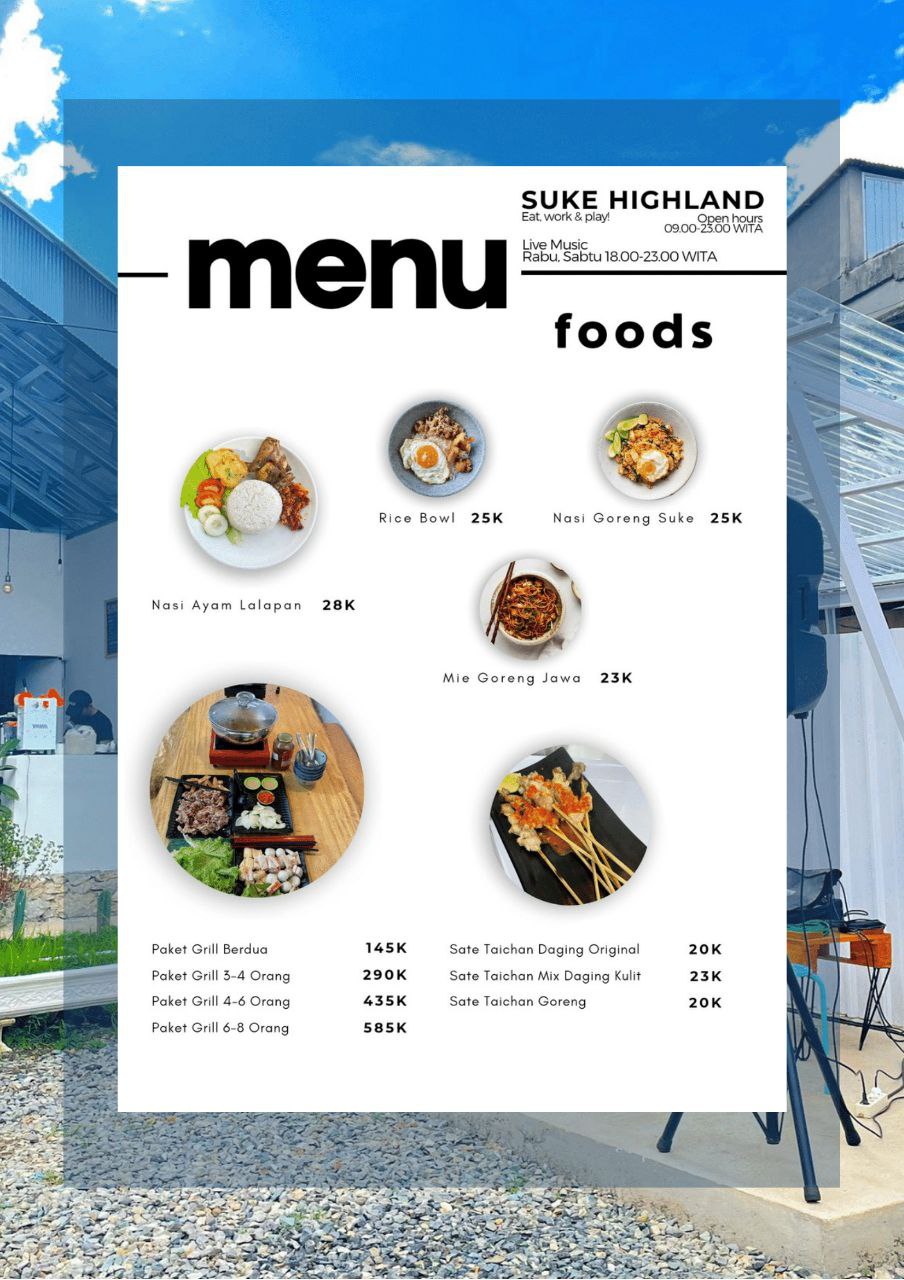 SUKE HIGHLAND
Eat, work & play!
Open hours
09.00-23.00 WITA
Live Music
Rabu, Sabtu 18.00-23.00 WITA
menu
foods
Rice Bowl 25K
Nasi Goreng Suke 25K
Nasi Ayam Lalapan 28K
Mie Goreng Jawa 23K
Paket Grill Berdua 145K
Paket Grill 3-4 Orang 290K
Paket Grill 4-6 Orang 435K
Paket Grill 6-8 Orang 585K
Sate Taichan Daging Original 20K
Sate Taichan Mix Daging Kulit 23K
Sate Taichan Goreng 20K